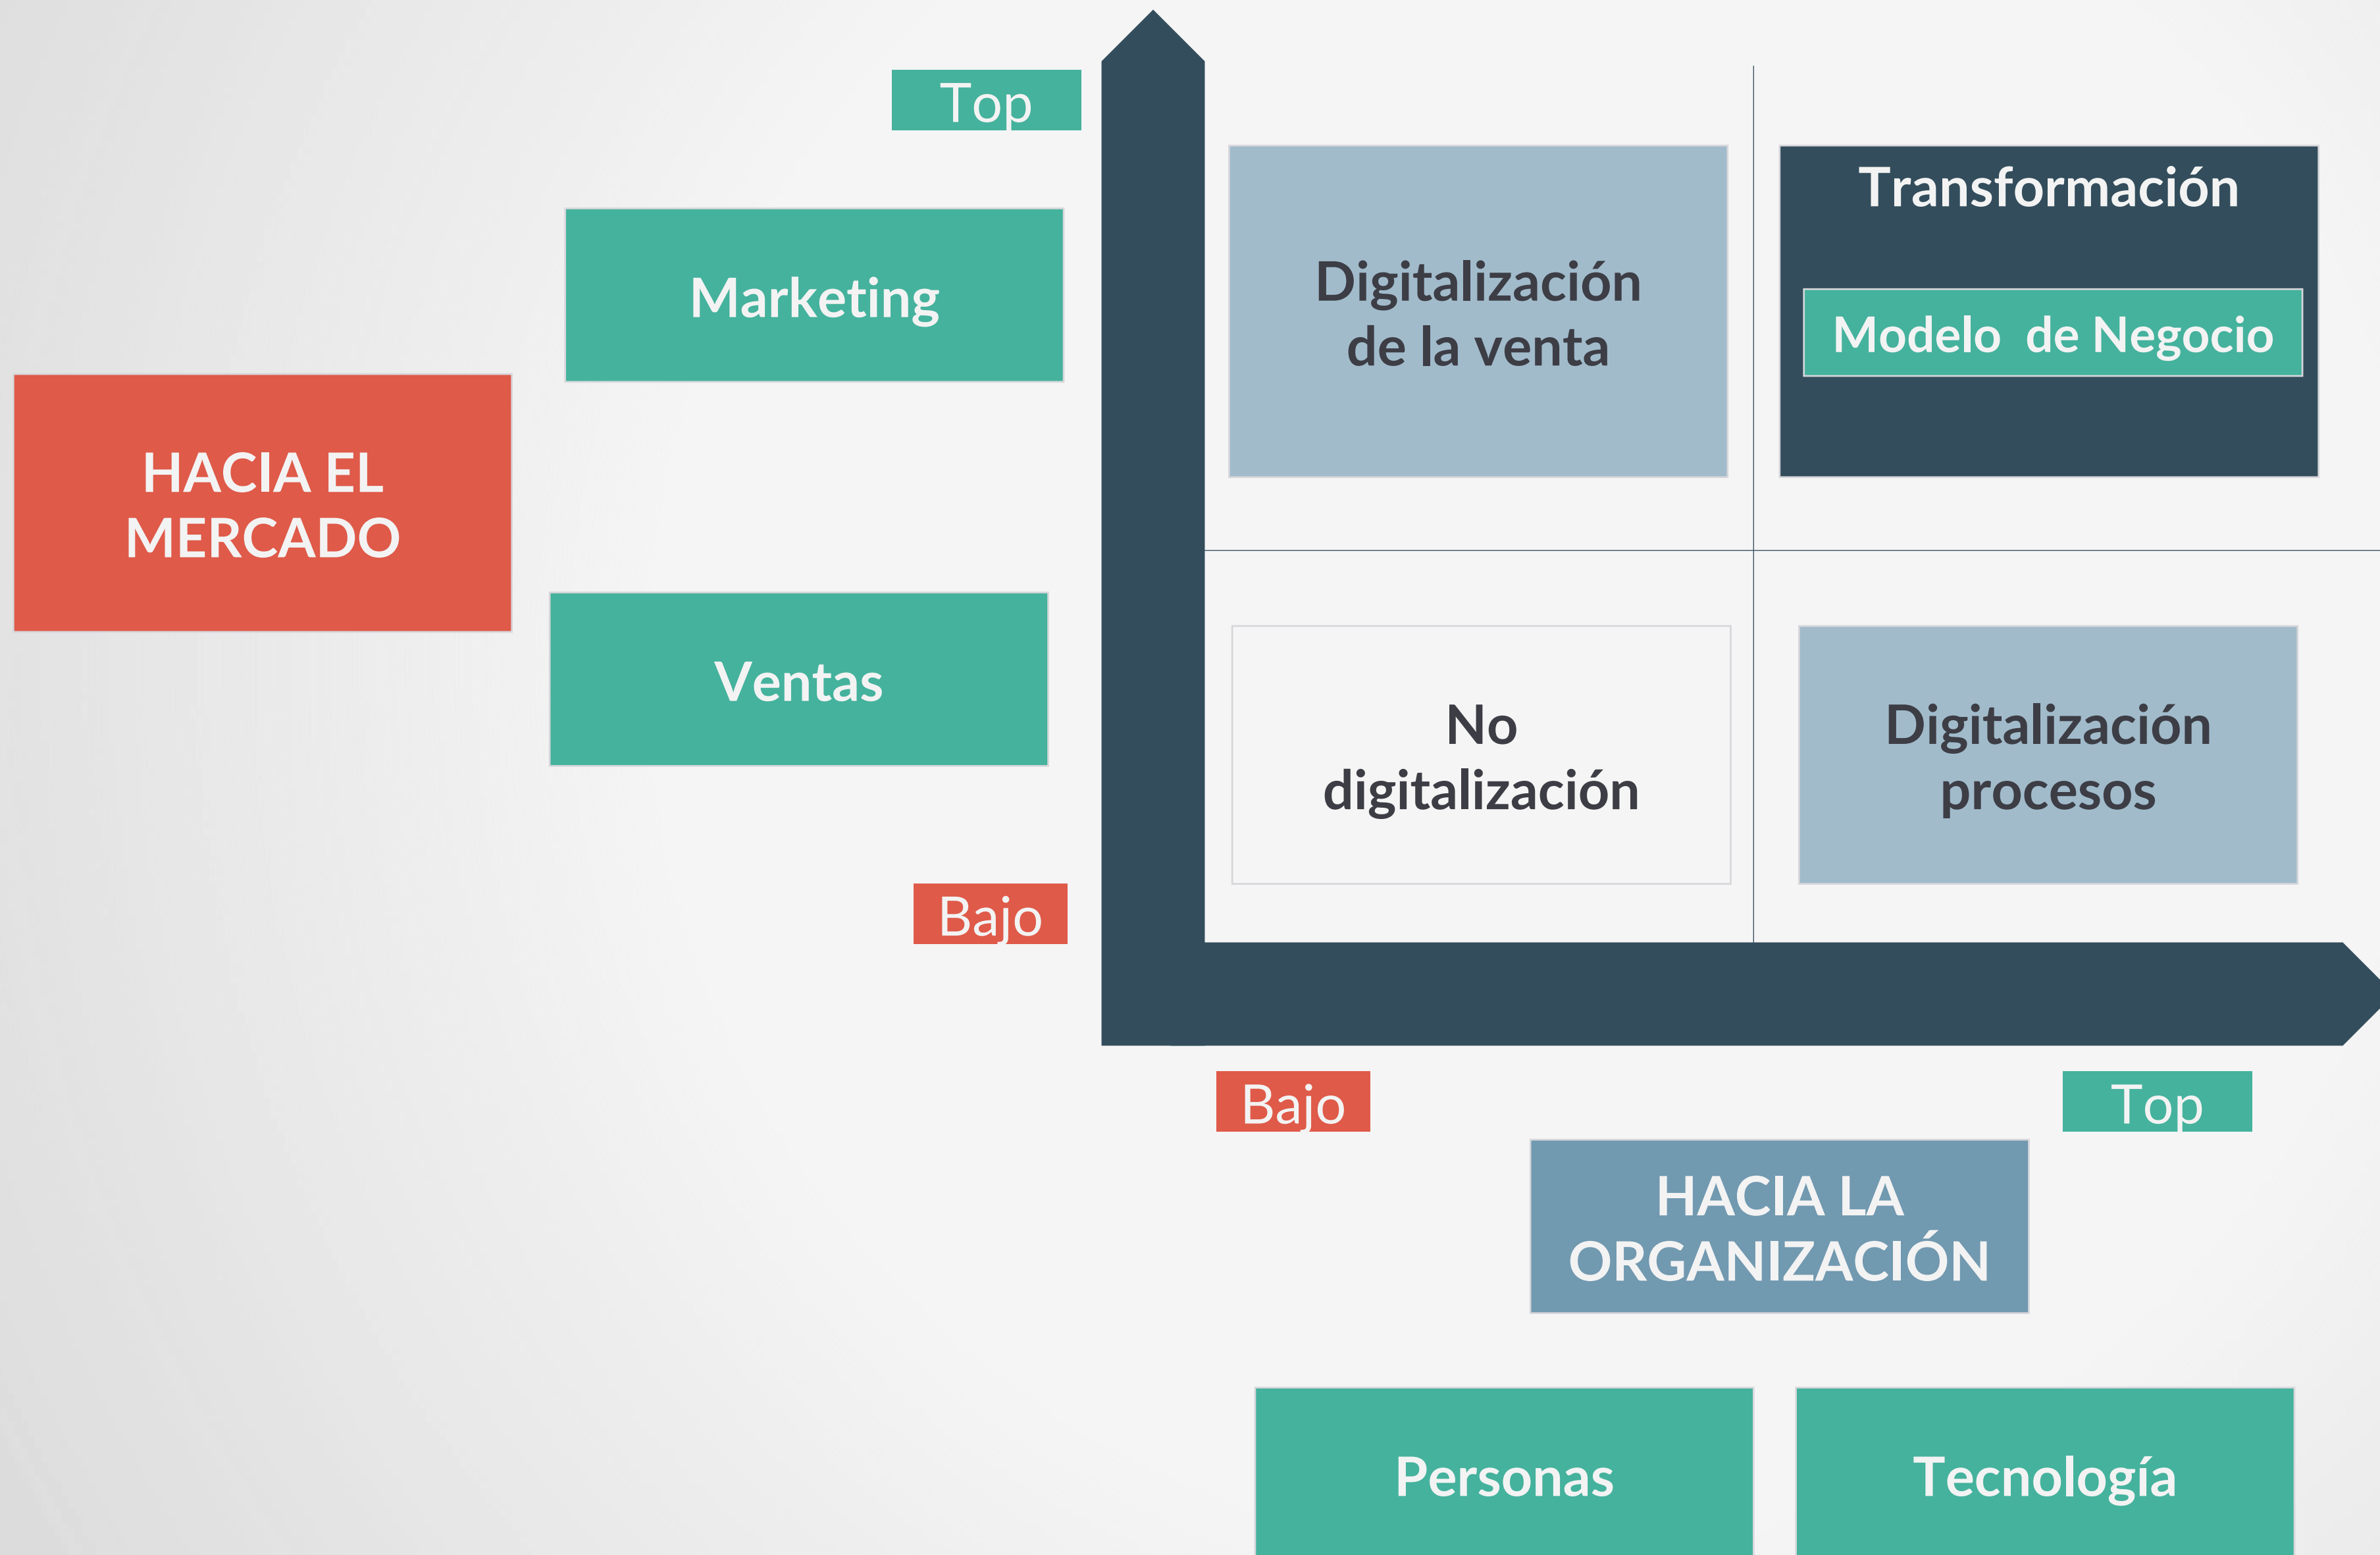 Top
Marketing
HACIA EL
MERCADO
Ventas
Bajo
Digitalización
de la venta
Transformación
Modelo de Negocio
No
digitalización
Digitalización
procesos
Bajo
Top
HACIA LA
ORGANIZACIÓN
Personas
Tecnología